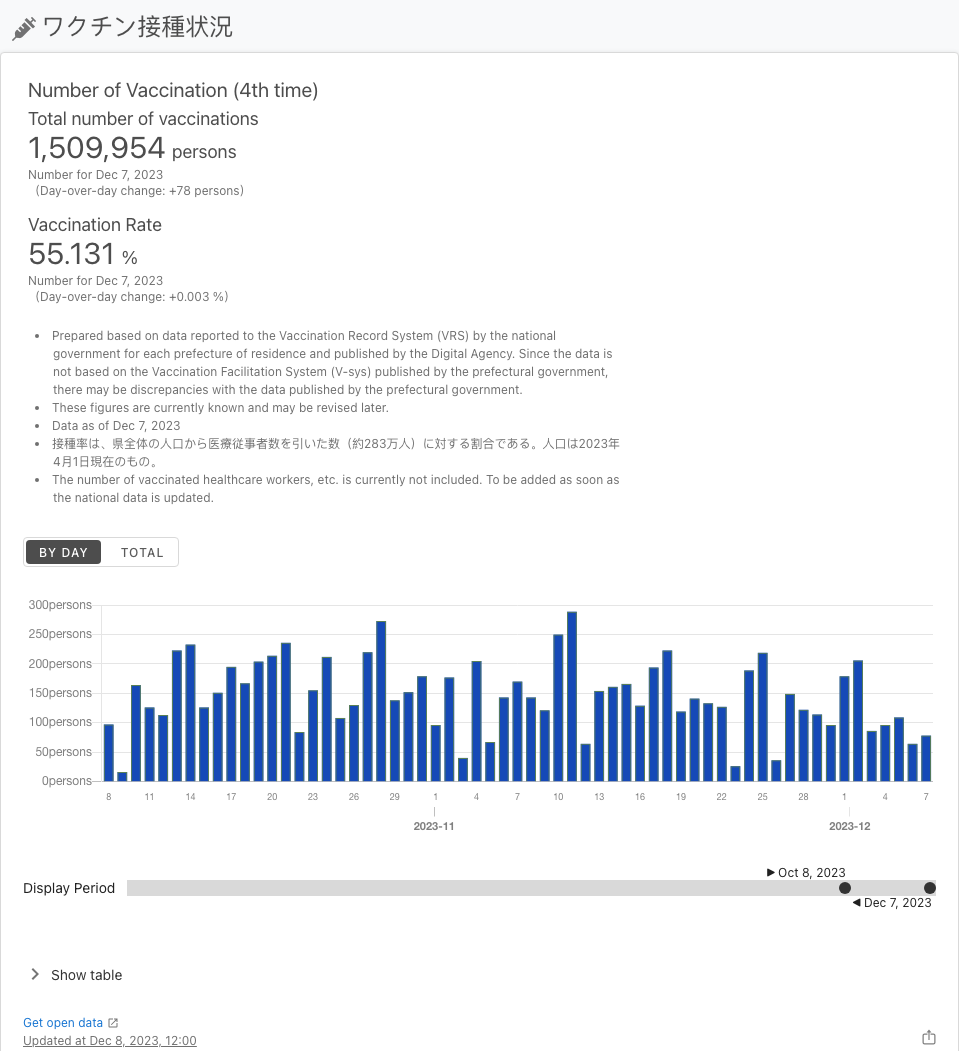 ワクチン接種状況
Number of Vaccination (4th time)
Total number of vaccinations
1,509,954 persons
Number for Dec 7, 2023
(Day-over-day change: +78 persons)
Vaccination Rate
55.131 %
Number for Dec 7, 2023
(Day-over-day change: +0.003 %)
• Prepared based on data reported to the Vaccination Record System (VRS) by the national
government for each prefecture of residence and published by the Digital Agency. Since the data is
not based on the Vaccination Facilitation System (V-sys) published by the prefectural government,
there may be discrepancies with the data published by the prefectural government.
• These figures are currently known and may be revised later.
• Data as of Dec 7, 2023
• 接種率は、県全体の人口から医療従事者数を引いた数（約283万人）に対する割合である。人口は2023年
4月1日現在のもの。
• The number of vaccinated healthcare workers, etc. is currently not included. To be added as soon as
the national data is updated.
BY DAY TOTAL
300persons
250persons
200persons
150persons
100persons
50persons
0persons
8 11 14 17 20 23 26 29 1 4 7 10 13 16 19 22 25 28 1 4 7
2023-11 2023-12
▶ Oct 8, 2023
Display Period
◀ Dec 7, 2023
Show table
Get open data
Updated at Dec 8, 2023, 12:00